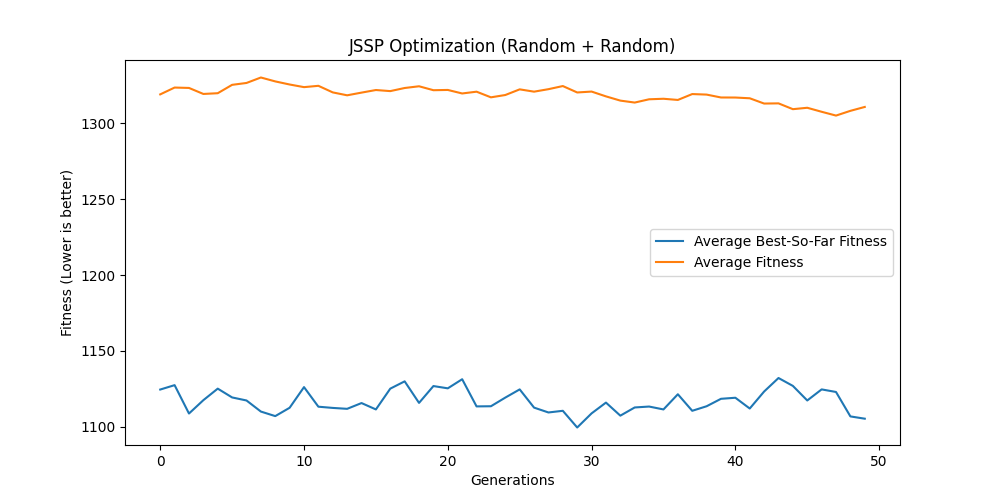 JSSP Optimization (Random + Random)
Fitness (Lower is better)
1300
1250
1200
1150
1100
Average Best-So-Far Fitness
Average Fitness
0 10 20 30 40 50
Generations